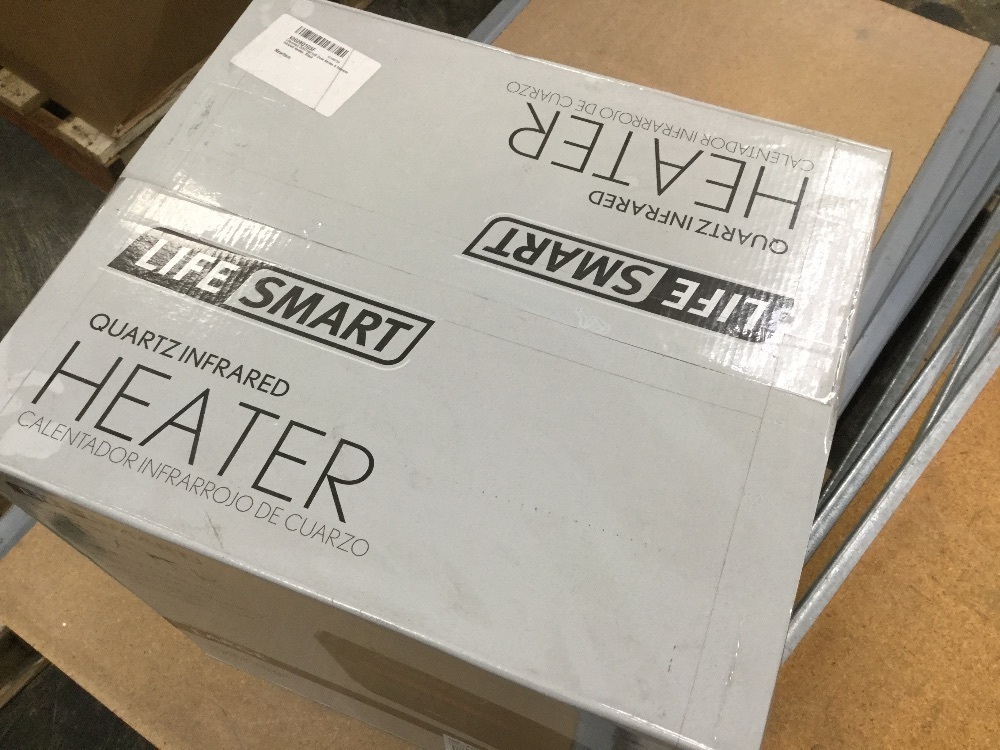 LIFE SMART
QUARTZ INFRARED
HEATER
CALENTADOR INFRARROJO DE CUARZO
LIFE SMART
QUARTZ INFRARED
HEATER
CALENTADOR INFRARROJO DE CUARZO